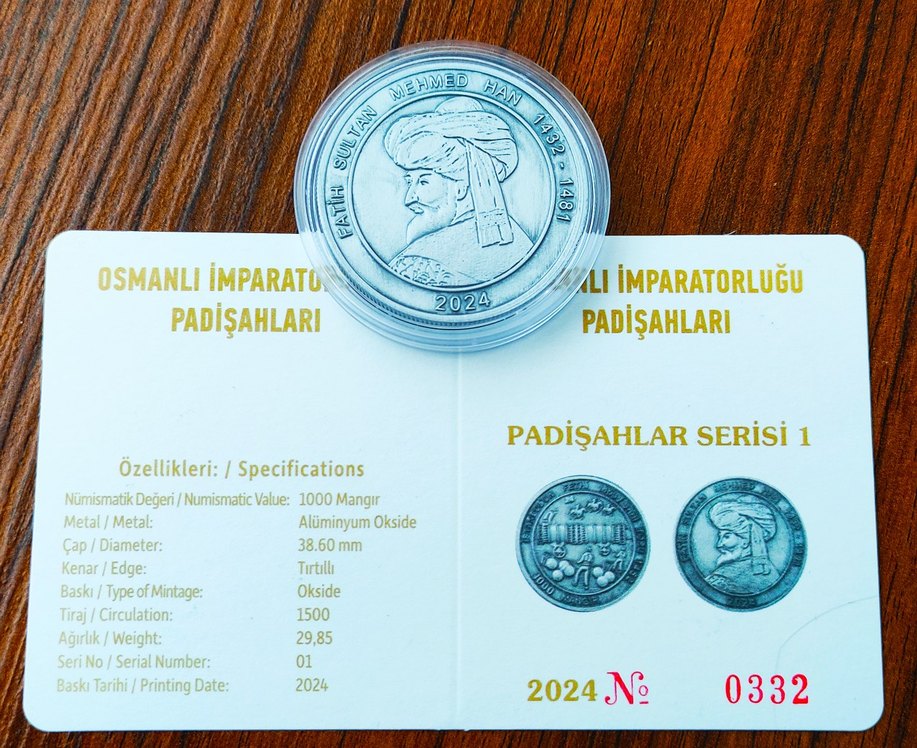 FATİH SULTAN MEHMED HAN 1432 - 1481
2024
OSMANLI
PADİŞAHLARI
Özellikleri: / Specifications
Nümismatik Değeri / Numismatic Value: 1000 Mangır
Metal / Metal: Alüminyum Okside
Çap / Diameter: 38.60 mm
Kenar / Edge: Tırtıllı
Baskı / Type of Mintage: Okside
Tiraj / Circulation: 1500
Ağırlık / Weight: 29,85
Seri No / Serial Number: 01
Baskı Tarihi / Printing Date: 2024
İMPARATORLUĞU
PADİŞAHLARI
PADİŞAHLAR SERİSİ 1
2024 № 0332